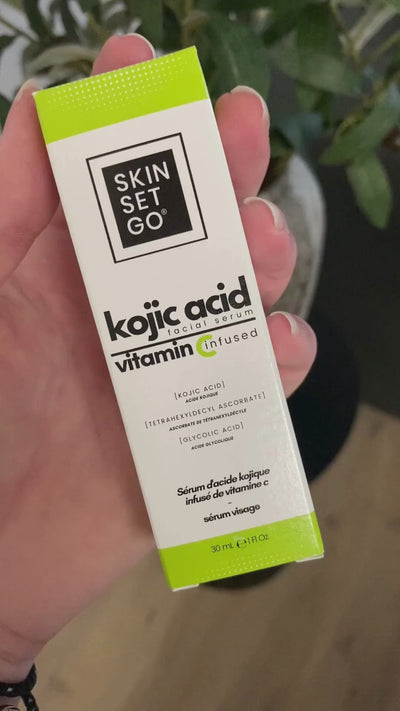 SKIN
SET
GO®
kojic acid
facial serum
vitamin C infused
[KOJIC ACID]
ACIDE KOJIQUE
[TETRAHEXYLDECYL ASCORBATE]
ASCORBATE DE TÉTRAHEXYLDÉCYLE
[GLYCOLIC ACID]
ACIDE GLYCOLIQUE
Sérum d'acide kojique
infusé de vitamine c
-
sérum visage
30 mL ℮ 1 Fl Oz